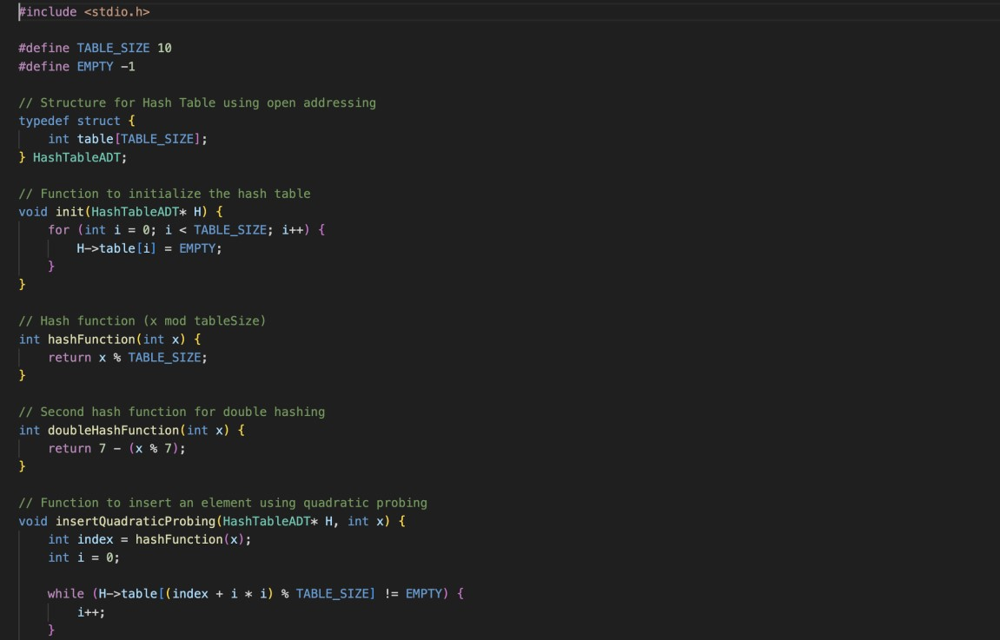 #include <stdio.h>
#define TABLE_SIZE 10
#define EMPTY -1
// Structure for Hash Table using open addressing
typedef struct {
    int table[TABLE_SIZE];
} HashTableADT;
// Function to initialize the hash table
void init(HashTableADT* H) {
    for (int i = 0; i < TABLE_SIZE; i++) {
        H->table[i] = EMPTY;
    }
}
// Hash function (x mod tableSize)
int hashFunction(int x) {
    return x % TABLE_SIZE;
}
// Second hash function for double hashing
int doubleHashFunction(int x) {
    return 7 - (x % 7);
}
// Function to insert an element using quadratic probing
void insertQuadraticProbing(HashTableADT* H, int x) {
    int index = hashFunction(x);
    int i = 0;
    while (H->table[(index + i * i) % TABLE_SIZE] != EMPTY) {
        i++;
    }